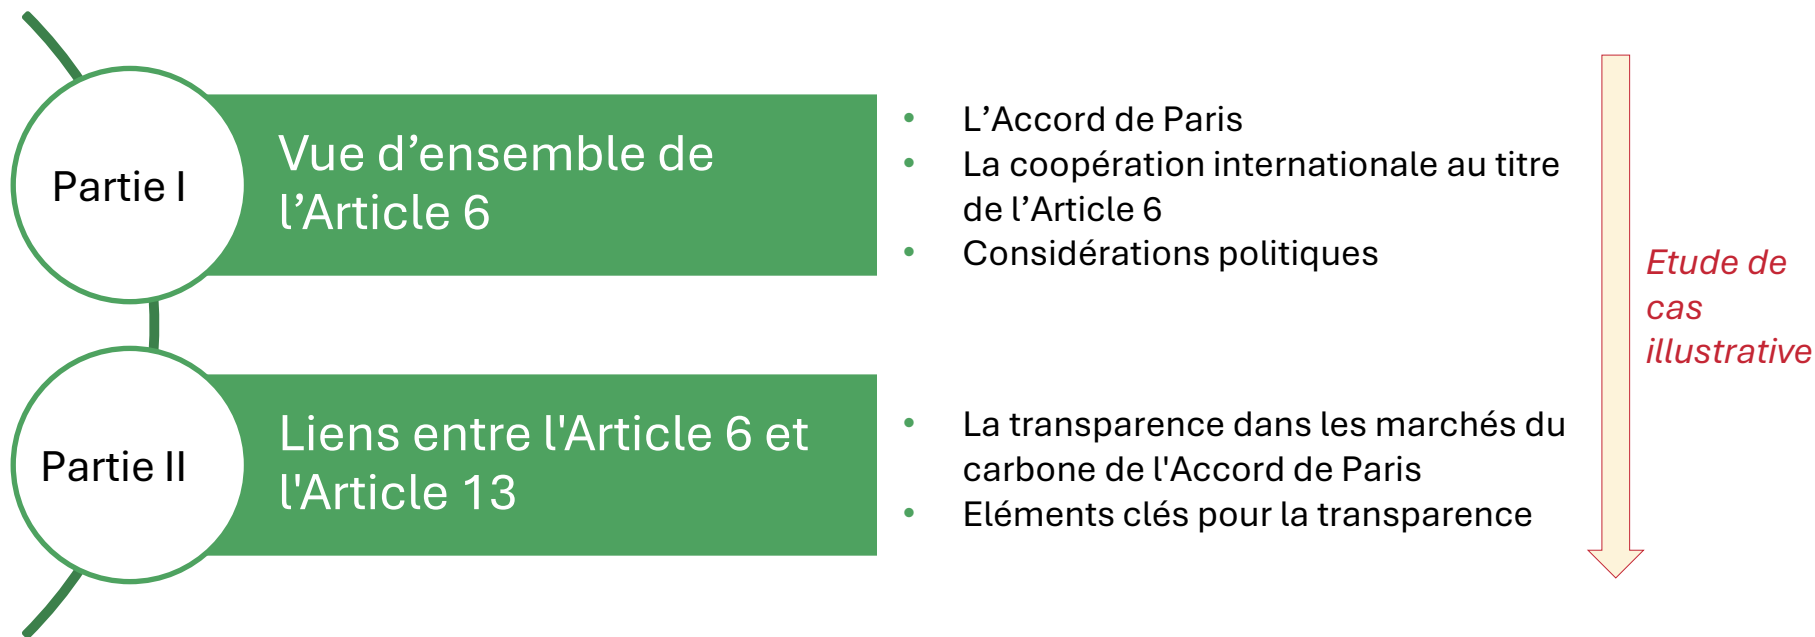 Partie I
Vue d’ensemble de
l’Article 6
• L’Accord de Paris
• La coopération internationale au titre
de l’Article 6
• Considérations politiques
Partie II
Liens entre l'Article 6 et
l'Article 13
• La transparence dans les marchés du
carbone de l'Accord de Paris
• Eléments clés pour la transparence
Etude de
cas
illustrative